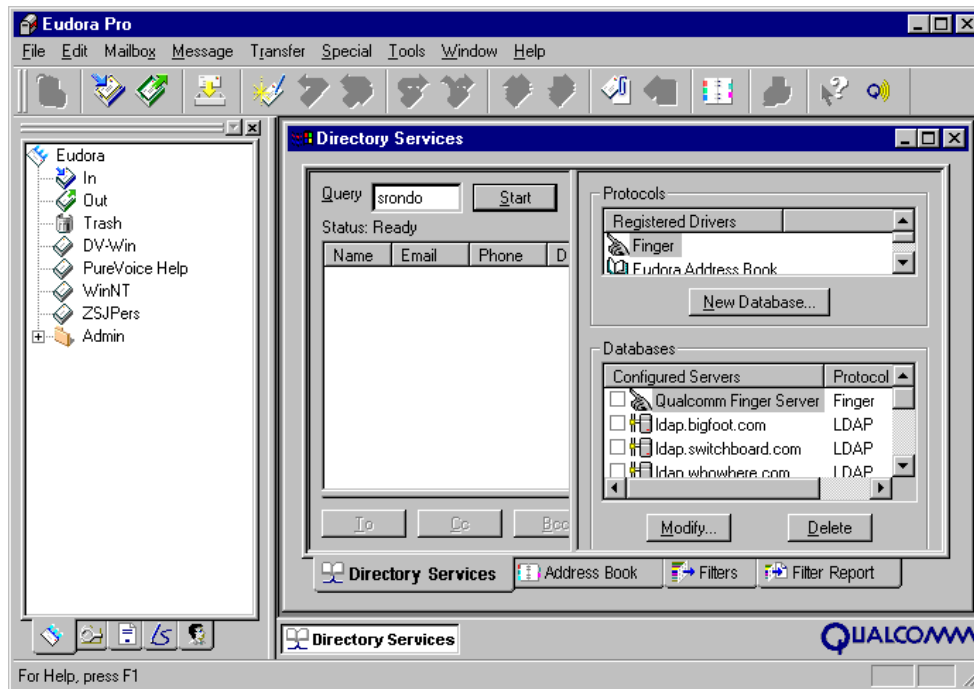 Eudora Pro
File Edit Mailbox Message Transfer Special Tools Window Help
Eudora
In
Out
Trash
DV-Win
PureVoice Help
WinNT
ZSJPers
Admin
Directory Services
Query srondo Start
Status: Ready
Name Email Phone D
To Cc Bcc
Protocols
Registered Drivers
Finger
Eudora Address Book
New Database...
Databases
Configured Servers Protocol
Qualcomm Finger Server Finger
ldap.bigfoot.com LDAP
ldap.switchboard.com LDAP
ldap.whowhere.com LDAP
Modify... Delete
Directory Services Address Book Filters Filter Report
Directory Services
QUALCOMM
For Help, press F1